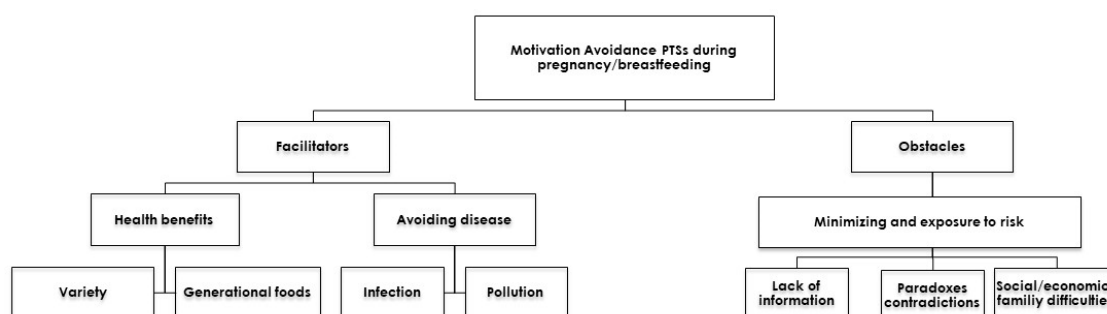 Motivation Avoidance PTSs during
pregnancy/breastfeeding
Facilitators
Obstacles
Health benefits
Avoiding disease
Minimizing and exposure to risk
Variety
Generational foods
Infection
Pollution
Lack of
information
Paradoxes
contradictions
Social/economic
familiy difficultie